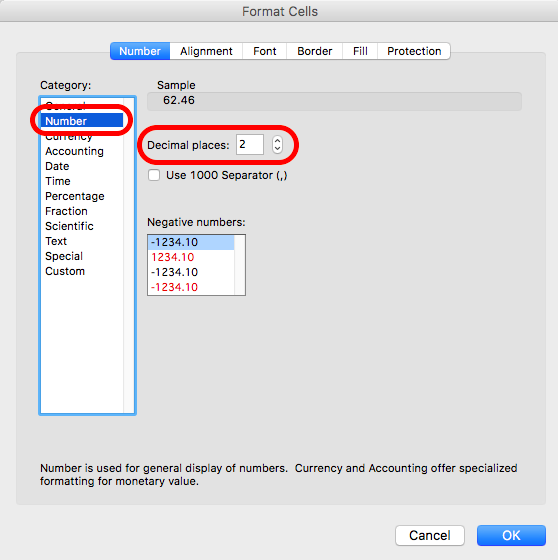 Format Cells
Number Alignment Font Border Fill Protection
Category:
General
Number
Currency
Accounting
Date
Time
Percentage
Fraction
Scientific
Text
Special
Custom
Sample
62.46
Decimal places: 2
Use 1000 Separator (,)
Negative numbers:
-1234.10
1234.10
-1234.10
-1234.10
Number is used for general display of numbers.  Currency and Accounting offer specialized
formatting for monetary value.
Cancel OK